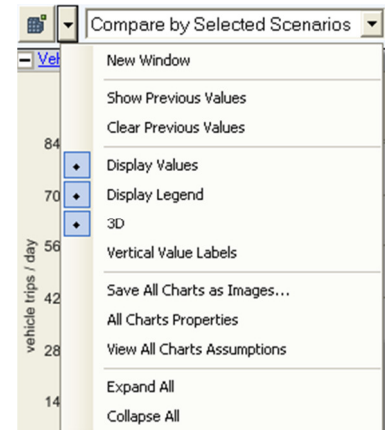 Compare by Selected Scenarios
Veh
New Window
Show Previous Values
Clear Previous Values
84
Display Values
70
Display Legend
3D
56
Vertical Value Labels
vehicle trips / day
42
Save All Charts as Images...
All Charts Properties
28
View All Charts Assumptions
Expand All
14
Collapse All